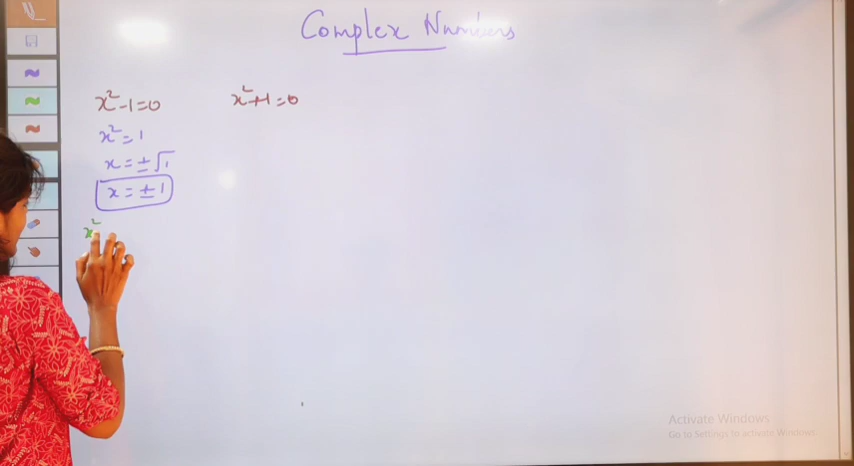 Complex Numbers
x²-1=0
x²+1=0
x²=1
x=±√1
x=±1
x²
Activate Windows
Go to Settings to activate Windows.